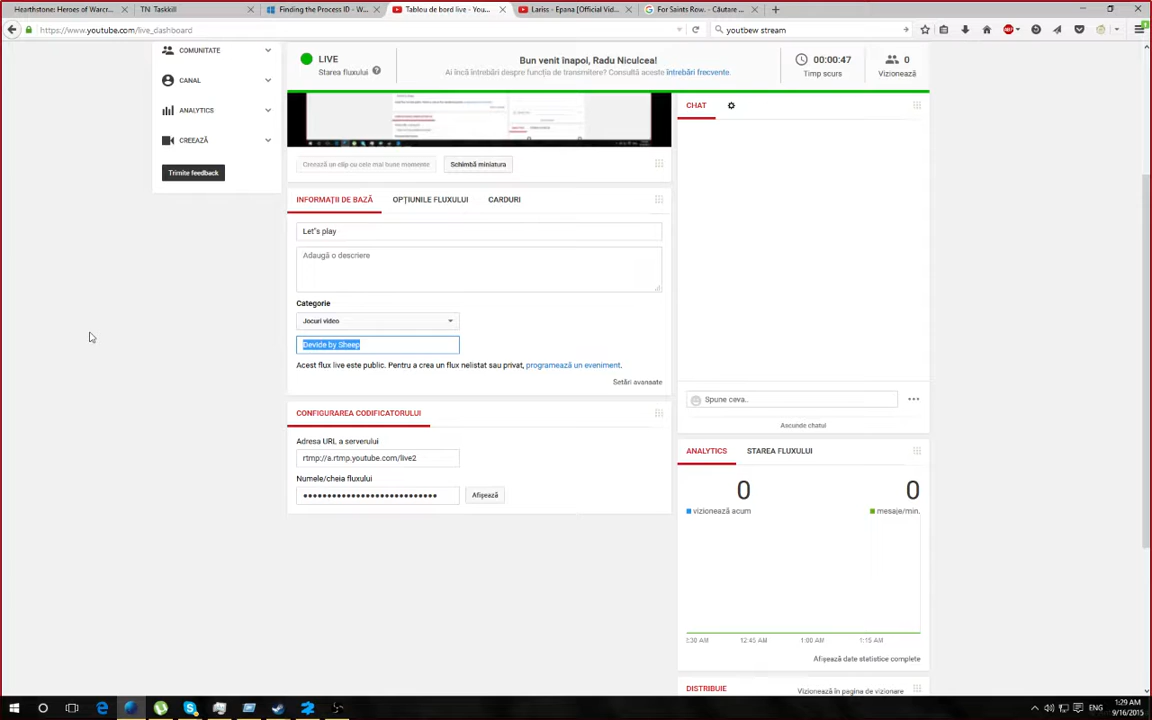 Hearthstone: Heroes of Warcr...
TN Taskkill
Finding the Process ID - W...
Tablou de bord live - You...
Lariss - Epana [Official Vid...
For Saints Row. - Căutare ...
https://www.youtube.com/live_dashboard
youtbew stream
COMUNITATE
CANAL
ANALYTICS
CREEAZĂ
Trimite feedback
LIVE
Starea fluxului
Bun venit înapoi, Radu Niculcea!
Ai încă întrebări despre funcția de transmitere? Consultă aceste întrebări frecvente.
00:00:47
Timp scurs
0
Vizionează
Creează un clip cu cele mai bune momente
Schimbă miniatura
INFORMAȚII DE BAZĂ
OPȚIUNILE FLUXULUI
CARDURI
Let's play
Adaugă o descriere
Categorie
Jocuri video
Devide by Sheep
Acest flux live este public. Pentru a crea un flux nelistat sau privat, programează un eveniment.
Setări avansate
CONFIGURAREA CODIFICATORULUI
Adresa URL a serverului
rtmp://a.rtmp.youtube.com/live2
Numele/cheia fluxului
••••••••••••••••••••••••••••
Afișează
CHAT
Spune ceva..
Ascunde chatul
ANALYTICS
STAREA FLUXULUI
0
vizionează acum
0
mesaje/min.
:30 AM
12:45 AM
1:00 AM
1:15 AM
Afișează date statistice complete
DISTRIBUIE
Vizionează în pagina de vizionare
ENG
1:29 AM
9/16/2015